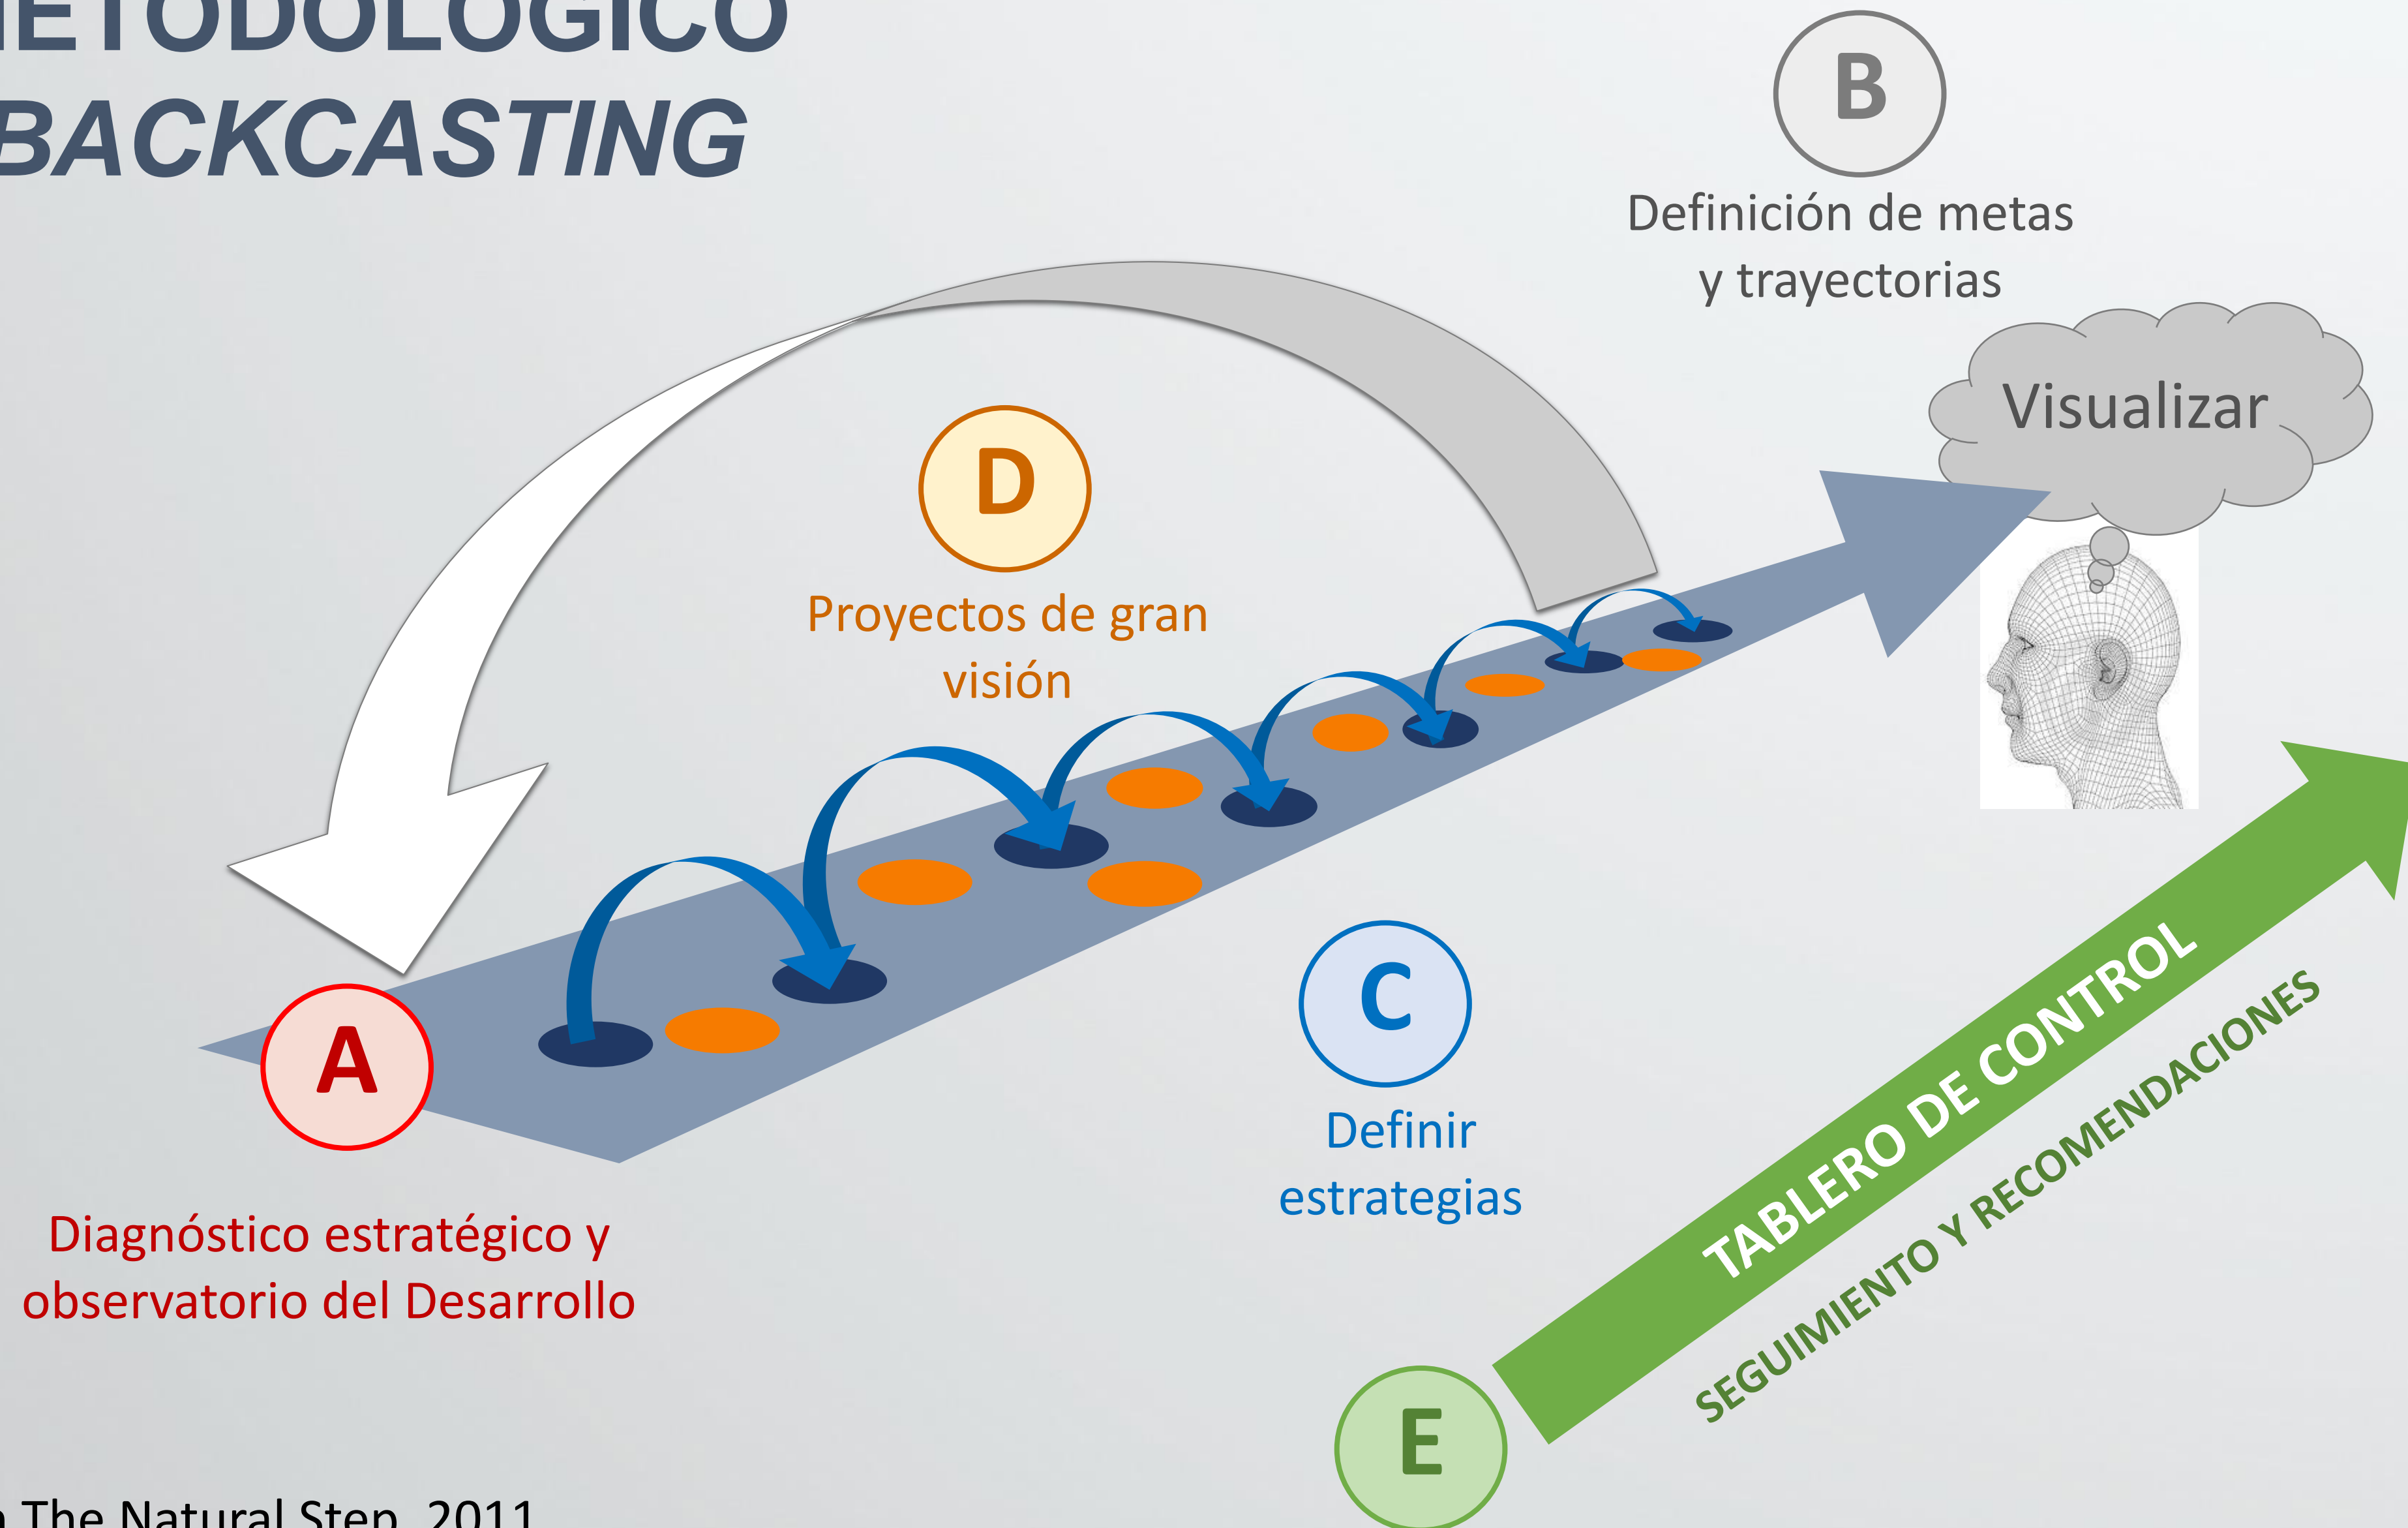 METODOLÓGICO
BACKCASTING
B
Definición de metas
y trayectorias
Visualizar
D
Proyectos de gran
visión
A
Diagnóstico estratégico y
observatorio del Desarrollo
C
Definir
estrategias
TABLERO DE CONTROL
SEGUIMIENTO Y RECOMENDACIONES
E
The Natural Step, 2011